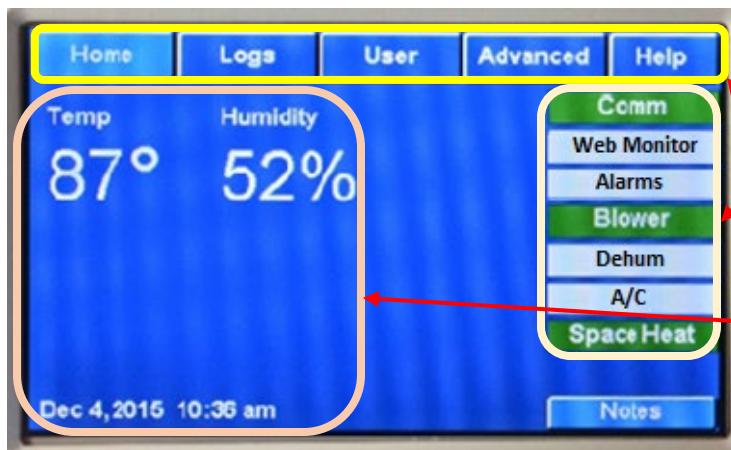 Home Logs User Advanced Help
Temp Humidity
87° 52%
Comm
Web Monitor
Alarms
Blower
Dehum
A/C
Space Heat
Dec 4, 2015 10:36 am
Notes